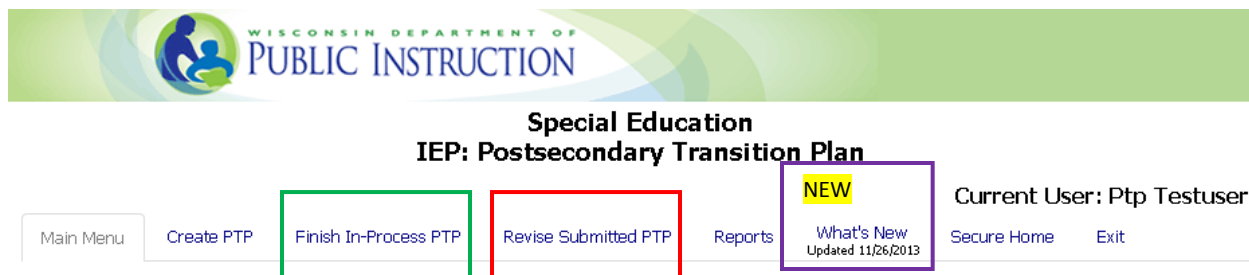 WISCONSIN DEPARTMENT OF
PUBLIC INSTRUCTION
Special Education
IEP: Postsecondary Transition Plan
NEW
Current User: Ptp Testuser
Main Menu Create PTP Finish In-Process PTP Revise Submitted PTP Reports What's New Secure Home Exit
Updated 11/26/2013